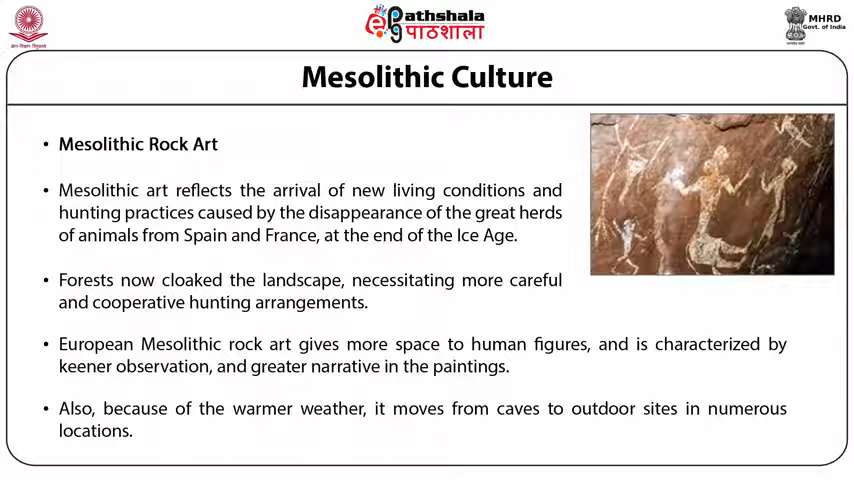 ePathshala
पाठशाला
MHRD
Govt. of India
Mesolithic Culture
• Mesolithic Rock Art
• Mesolithic art reflects the arrival of new living conditions and
hunting practices caused by the disappearance of the great herds
of animals from Spain and France, at the end of the Ice Age.
• Forests now cloaked the landscape, necessitating more careful
and cooperative hunting arrangements.
• European Mesolithic rock art gives more space to human figures, and is characterized by
keener observation, and greater narrative in the paintings.
• Also, because of the warmer weather, it moves from caves to outdoor sites in numerous
locations.